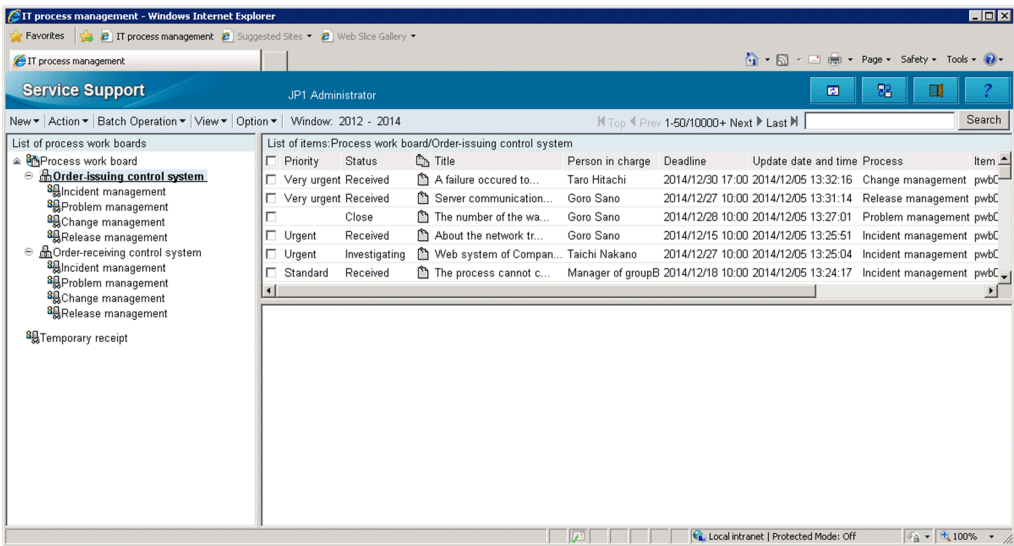 IT process management - Windows Internet Explorer
Favorites IT process management Suggested Sites Web Slice Gallery
IT process management
Page Safety Tools
Service Support
JP1 Administrator
?
New Action Batch Operation View Option Window: 2012 - 2014 Top Prev 1-50/10000+ Next Last Search
List of process work boards
List of items:Process work board/Order-issuing control system
Process work board
Order-issuing control system
Incident management
Problem management
Change management
Release management
Order-receiving control system
Incident management
Problem management
Change management
Release management
Temporary receipt
Priority Status Title Person in charge Deadline Update date and time Process Item
Very urgent Received A failure occured to... Taro Hitachi 2014/12/30 17:00 2014/12/05 13:32:16 Change management
Very urgent Received Server communication... Goro Sano 2014/12/27 10:00 2014/12/05 13:31:14 Release management
Close The number of the wa... Goro Sano 2014/12/28 10:00 2014/12/05 13:27:01 Problem management
Urgent Received About the network tr... Goro Sano 2014/12/15 10:00 2014/12/05 13:25:51 Incident management
Urgent Investigating Web system of Compan... Taichi Nakano 2014/12/27 10:00 2014/12/05 13:25:04 Incident management
Standard Received The process cannot c... Manager of groupB 2014/12/18 10:00 2014/12/05 13:24:17 Incident management
Local intranet | Protected Mode: Off 100%